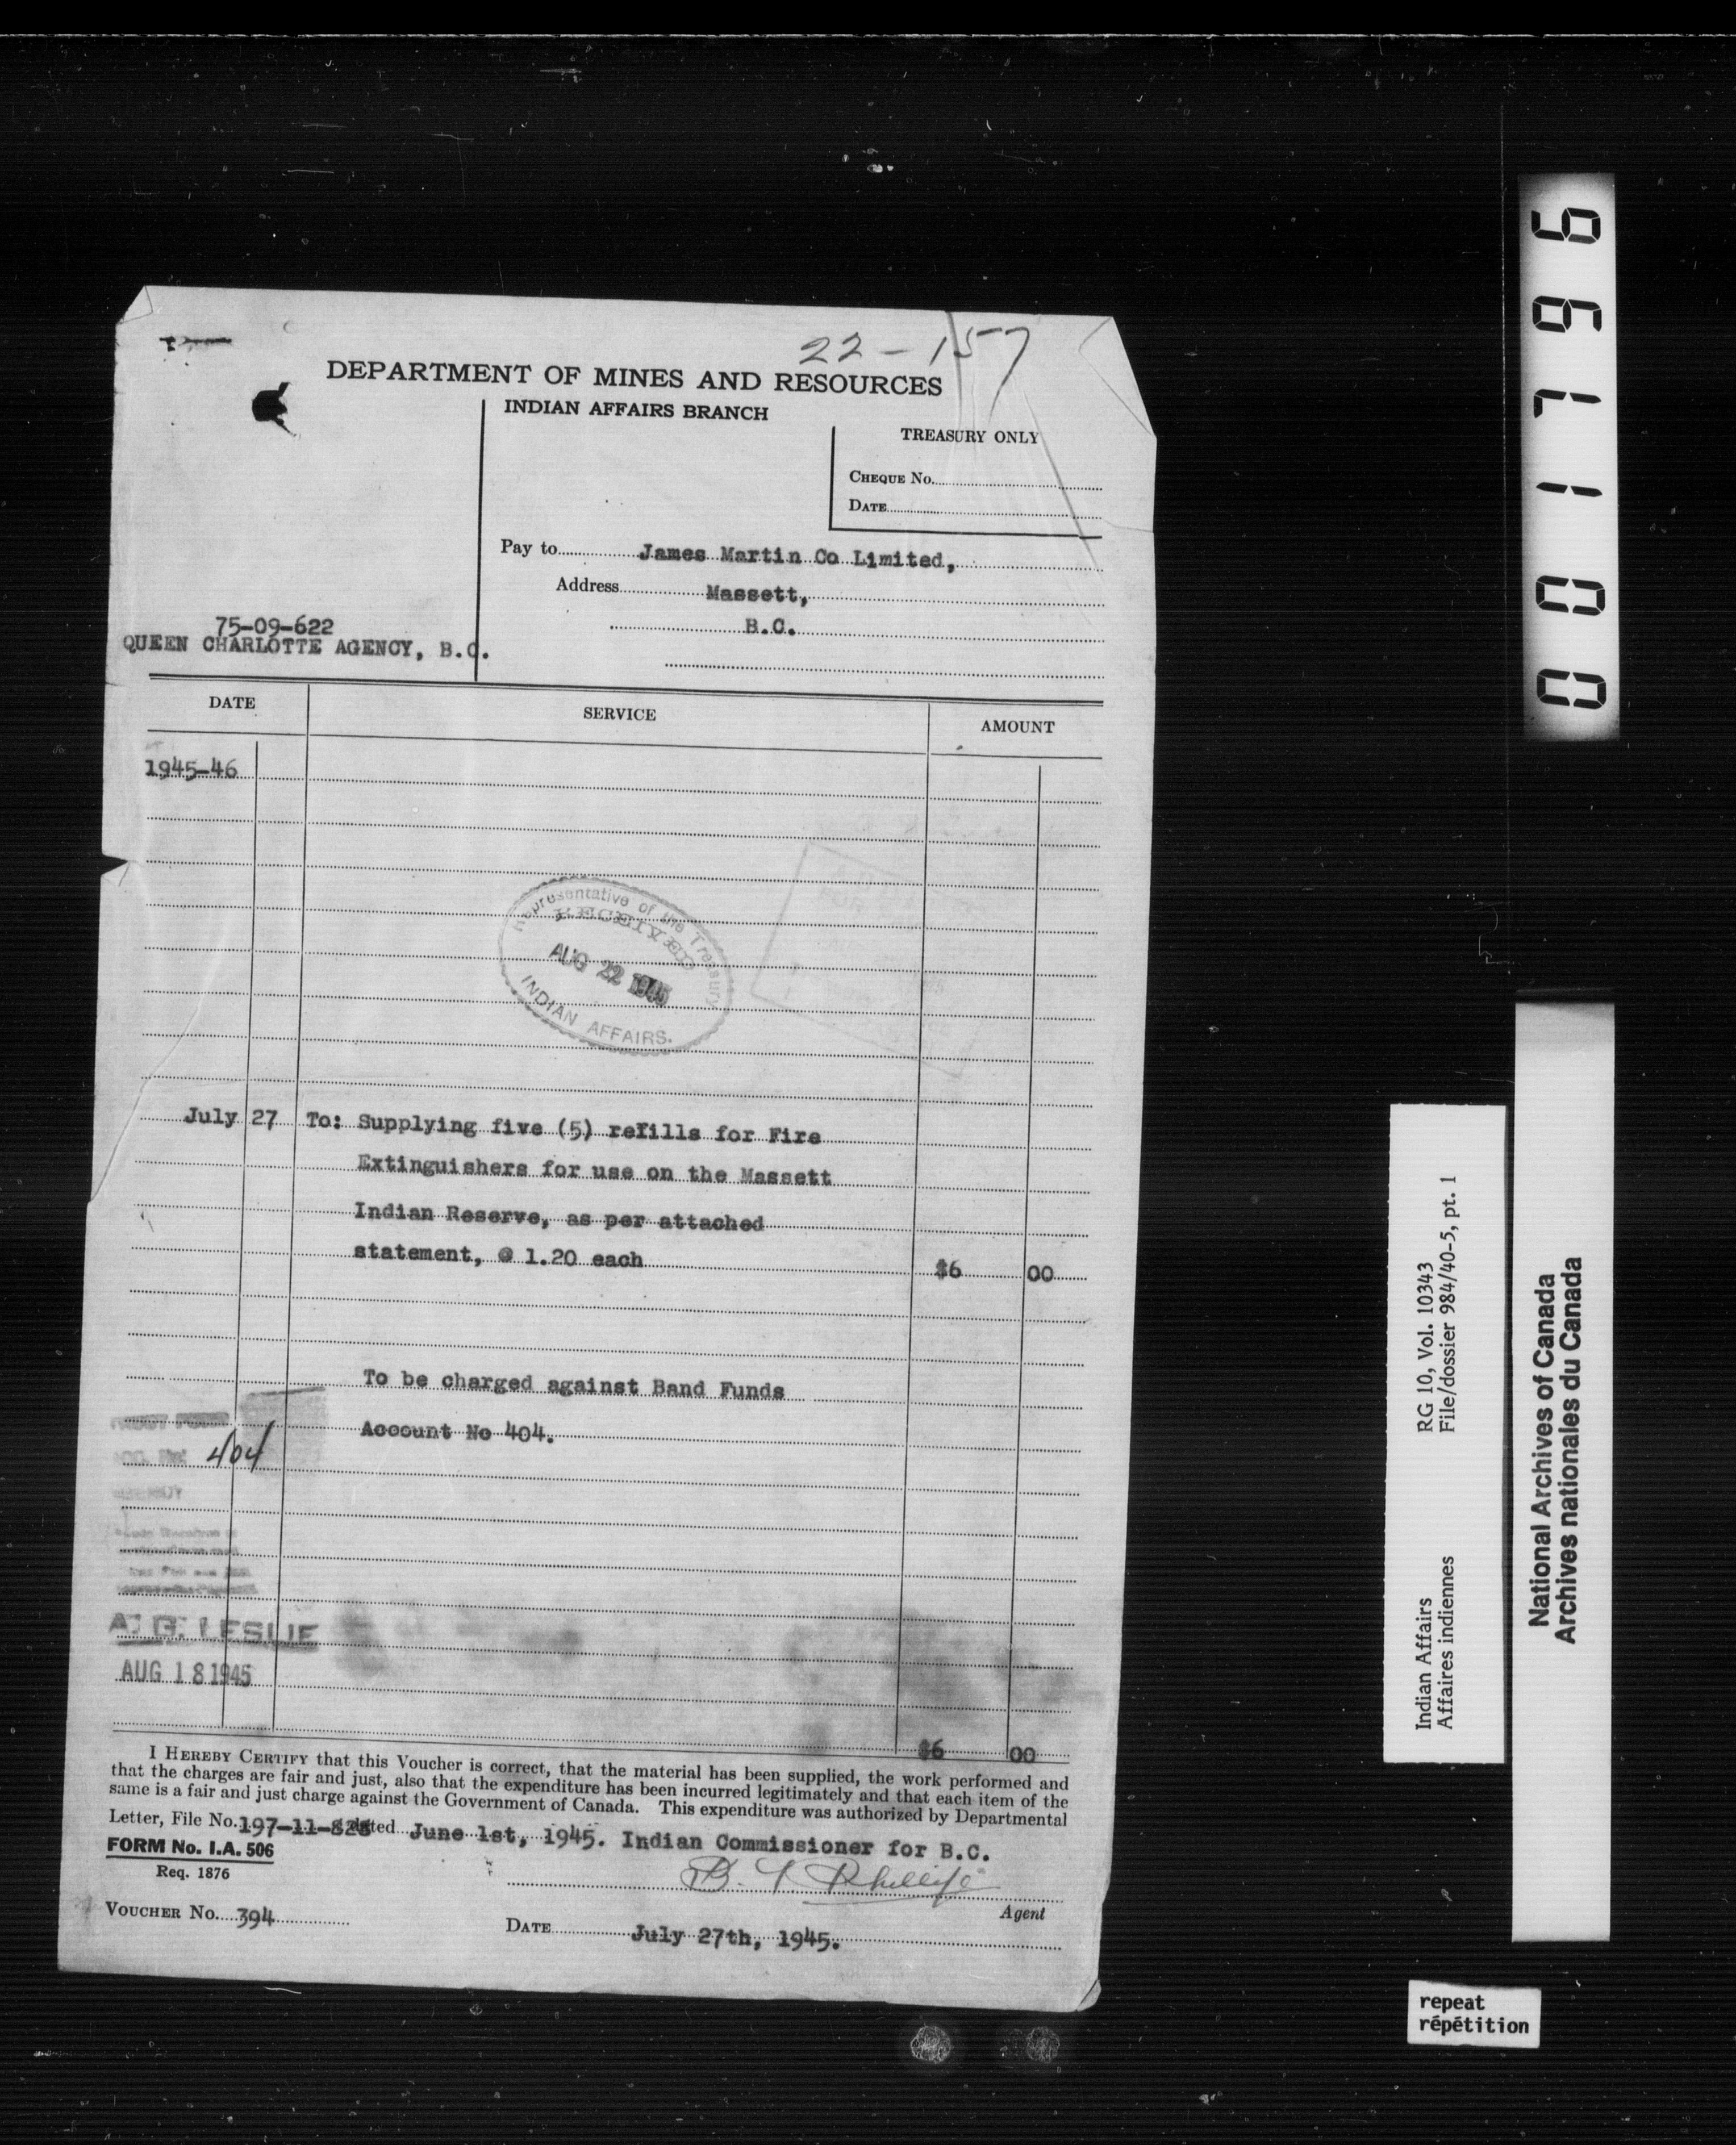 22-157
DEPARTMENT OF MINES AND RESOURCES
INDIAN AFFAIRS BRANCH
TREASURY ONLY
CHEQUE No.
DATE
Pay to James Martin Co Limited,
Address Massett,
B.C.
75-09-622
QUEEN CHARLOTTE AGENCY, B.C.
DATE SERVICE AMOUNT
1945-46
Representative of the Treasury
RECEIVED
AUG 22 1945
INDIAN AFFAIRS.
July 27 To: Supplying five (5) refills for Fire
Extinguishers for use on the Massett
Indian Reserve, as per attached
statement, @ 1.20 each $6 00
To be charged against Band Funds
Account No 404.
404
A. G. LESLIE
AUG 18 1945
$6 00
I HEREBY CERTIFY that this Voucher is correct, that the material has been supplied, the work performed and
that the charges are fair and just, also that the expenditure has been incurred legitimately and that each item of the
same is a fair and just charge against the Government of Canada. This expenditure was authorized by Departmental
Letter, File No. 197-11- dated June 1st, 1945. Indian Commissioner for B.C.
FORM No. I.A. 506
Req. 1876
Agent
VOUCHER No. 394
DATE July 27th, 1945.
001796
Indian Affairs RG 10, Vol. 10343
Affaires indiennes File/dossier 984/40-5, pt. 1
National Archives of Canada
Archives nationales du Canada
repeat
répétition